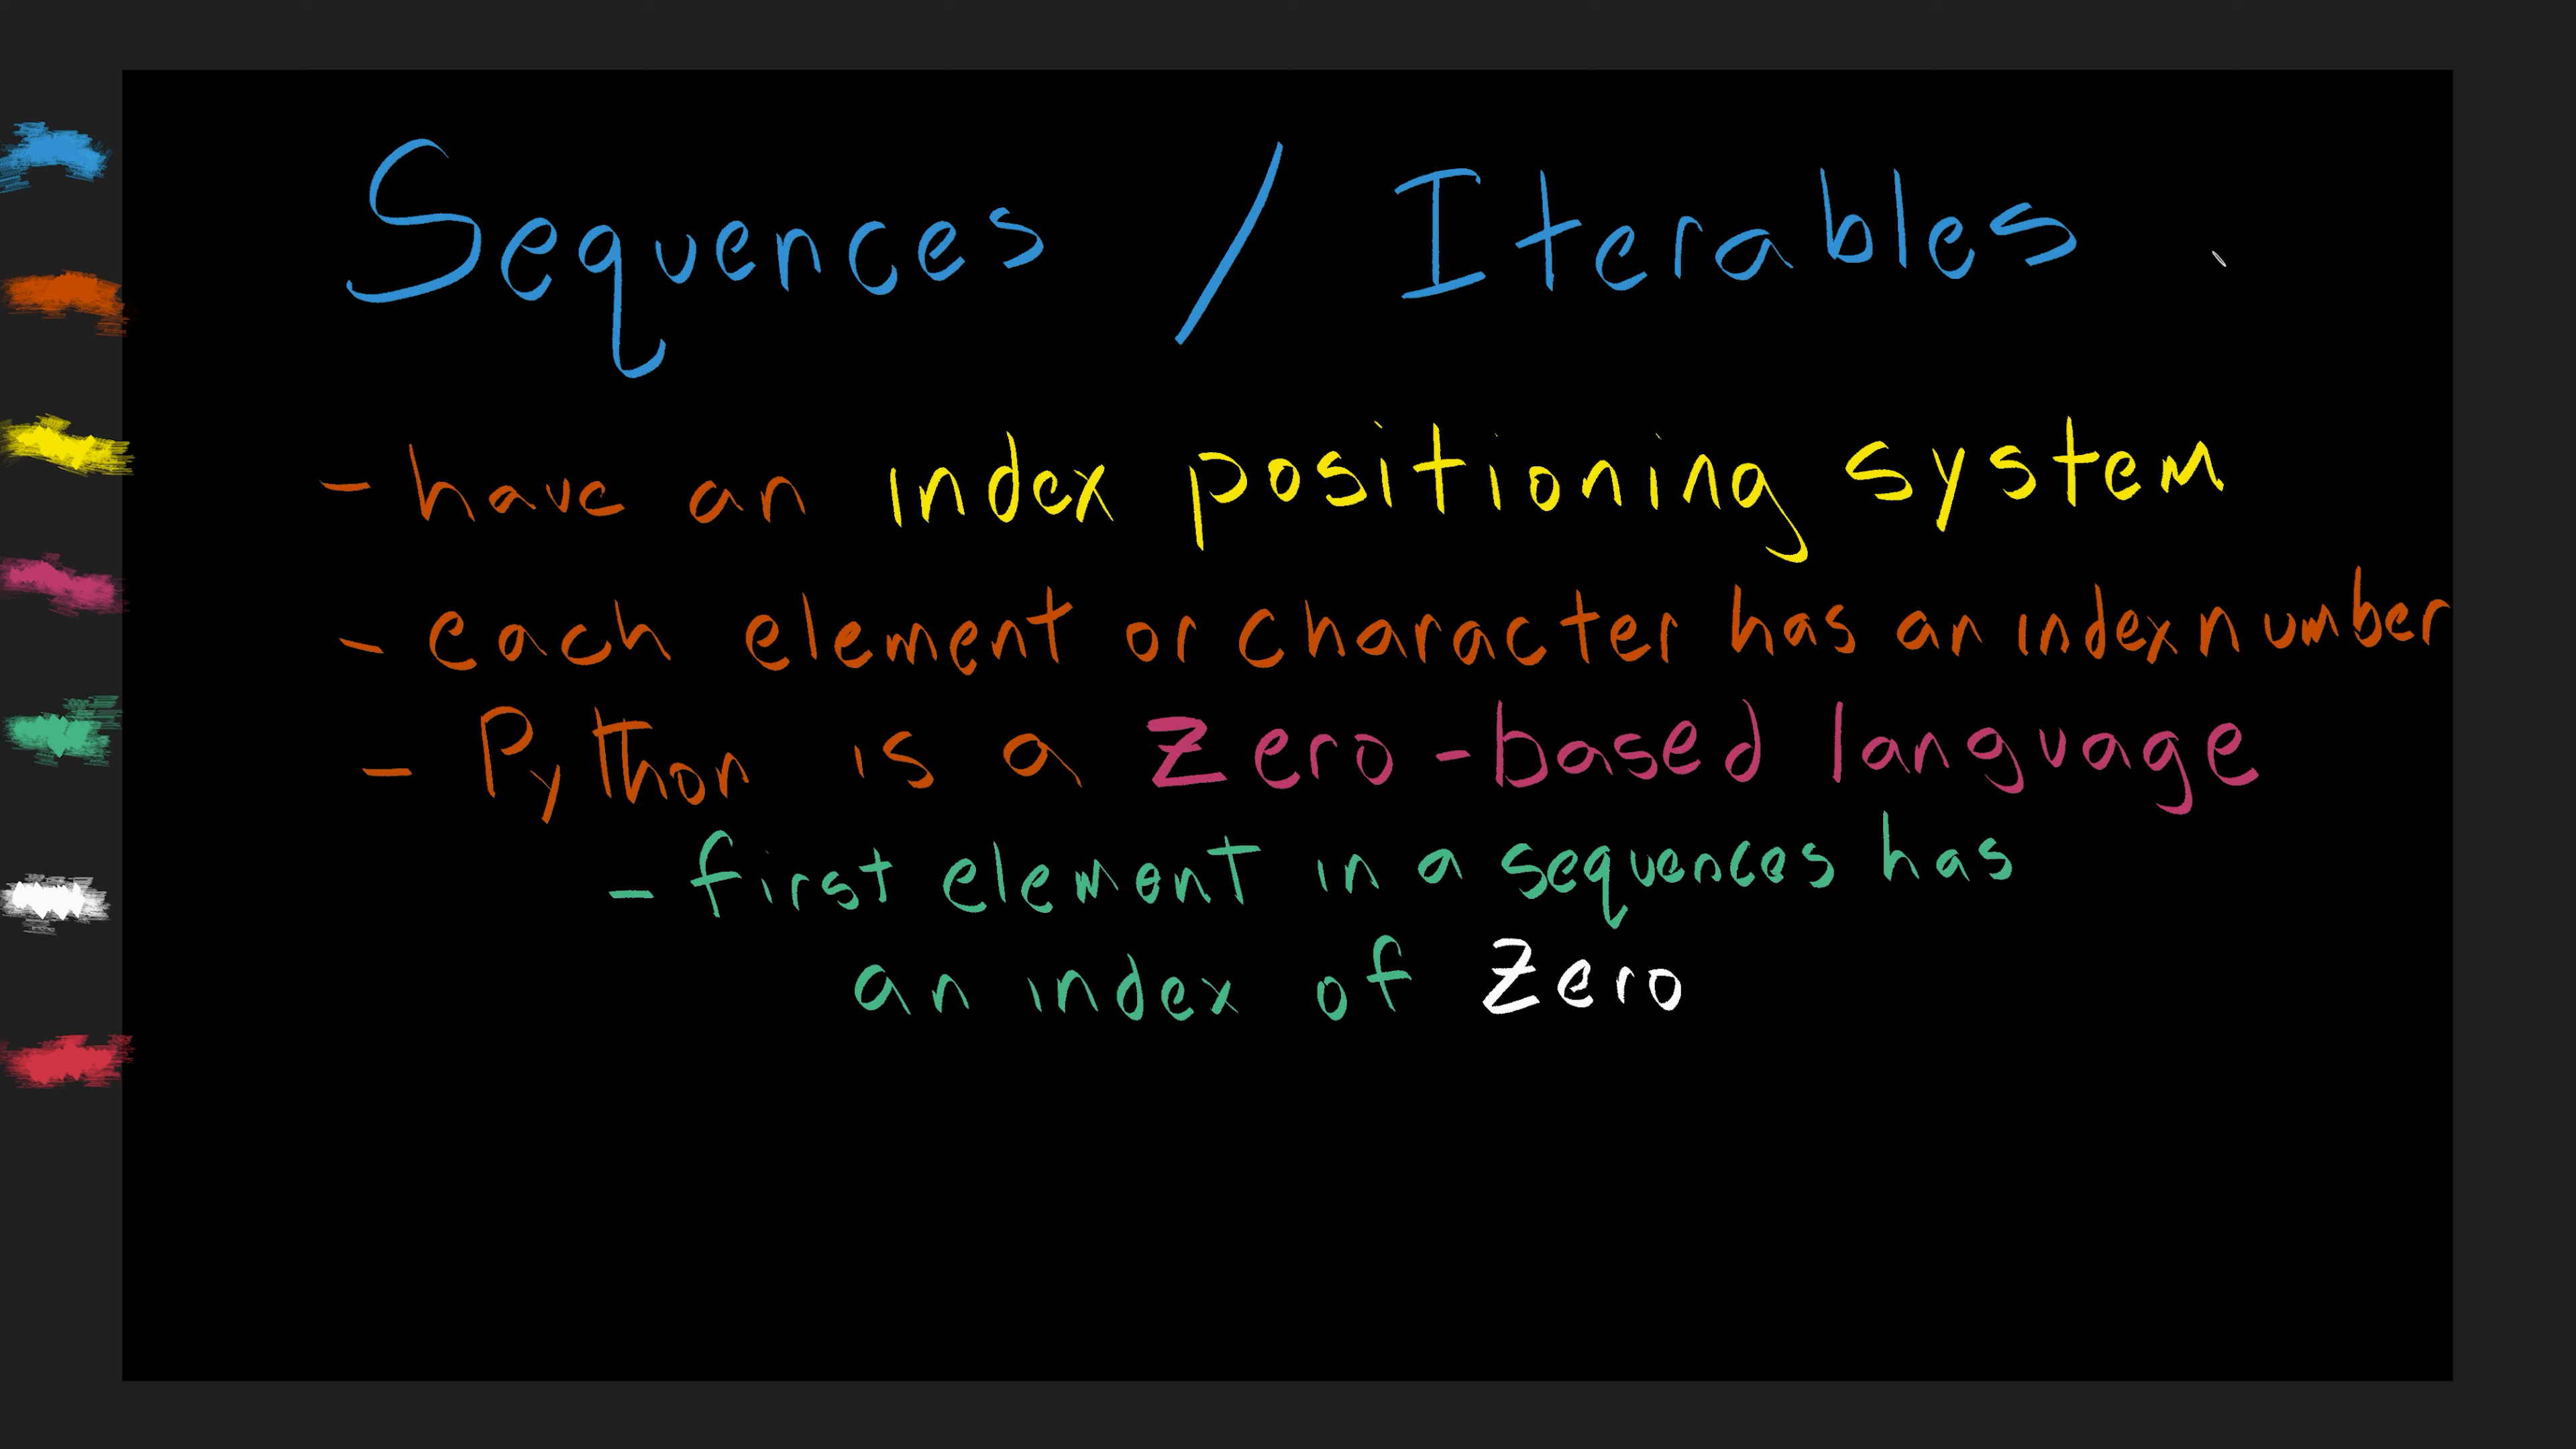 Sequences / Iterables
- have an index positioning system
- each element or character has an index number
- Python is a zero-based language
- first element in a sequences has
an index of zero